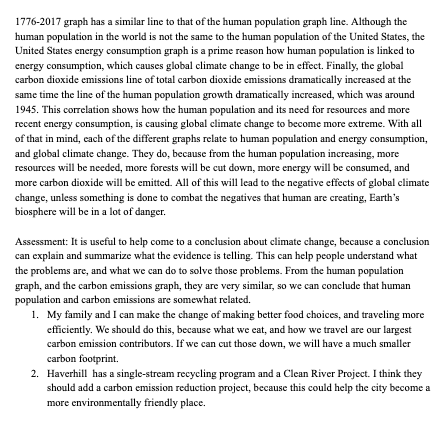 1776-2017 graph has a similar line to that of the human population graph line. Although the
human population in the world is not the same to the human population of the United States, the
United States energy consumption graph is a prime reason how human population is linked to
energy consumption, which causes global climate change to be in effect. Finally, the global
carbon dioxide emissions line of total carbon dioxide emissions dramatically increased at the
same time the line of the human population growth dramatically increased, which was around
1945. This correlation shows how the human population and its need for resources and more
recent energy consumption, is causing global climate change to become more extreme. With all
of that in mind, each of the different graphs relate to human population and energy consumption,
and global climate change. They do, because from the human population increasing, more
resources will be needed, more forests will be cut down, more energy will be consumed, and
more carbon dioxide will be emitted. All of this will lead to the negative effects of global climate
change, unless something is done to combat the negatives that human are creating, Earth's
biosphere will be in a lot of danger.
Assessment: It is useful to help come to a conclusion about climate change, because a conclusion
can explain and summarize what the evidence is telling. This can help people understand what
the problems are, and what we can do to solve those problems. From the human population
graph, and the carbon emissions graph, they are very similar, so we can conclude that human
population and carbon emissions are somewhat related.
1. My family and I can make the change of making better food choices, and traveling more
efficiently. We should do this, because what we eat, and how we travel are our largest
carbon emission contributors. If we can cut those down, we will have a much smaller
carbon footprint.
2. Haverhill has a single-stream recycling program and a Clean River Project. I think they
should add a carbon emission reduction project, because this could help the city become a
more environmentally friendly place.